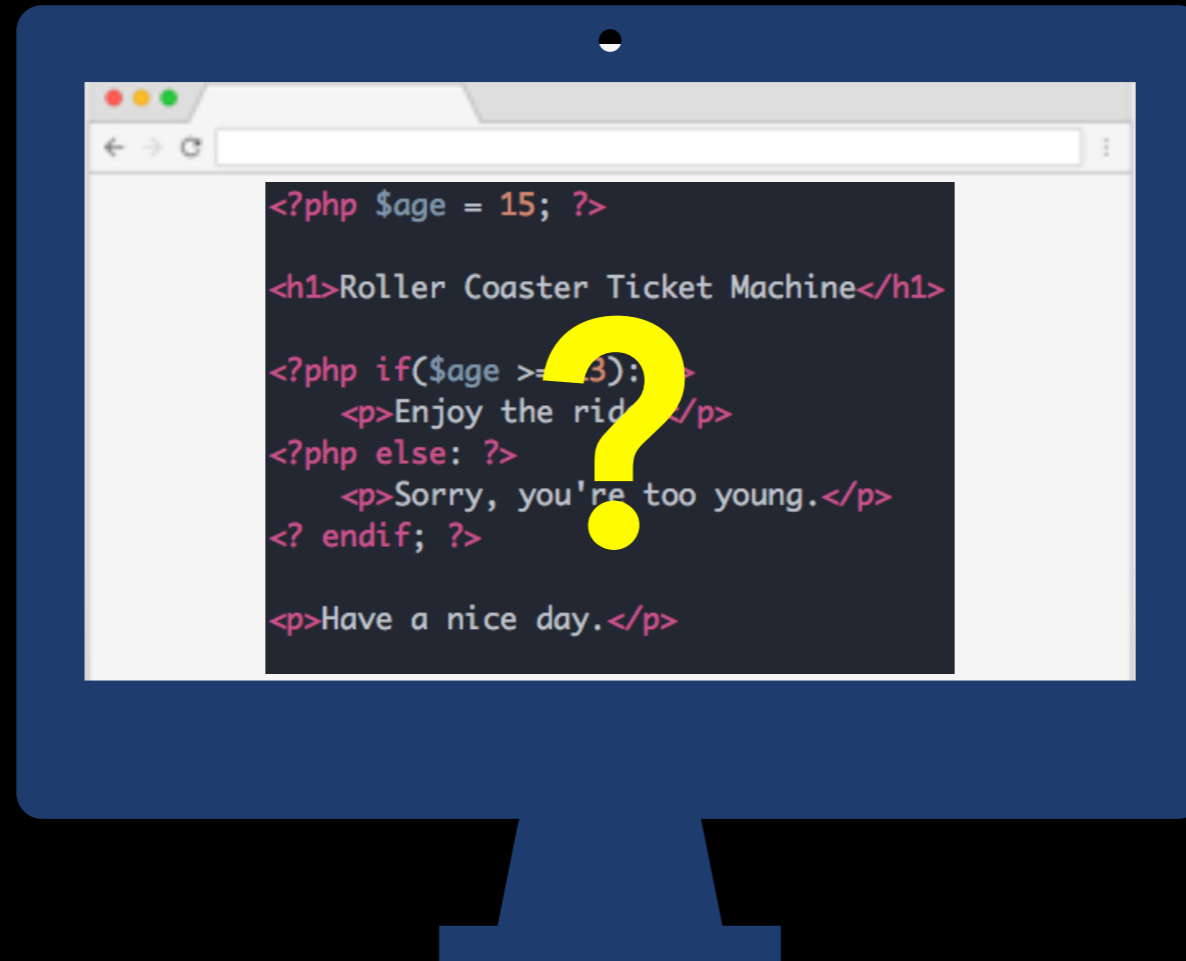 <?php $age = 15; ?>
<h1>Roller Coaster Ticket Machine</h1>
<?php if($age >= 3):
<p>Enjoy the </p>
<?php else: ?>
<p>Sorry, you're too young.</p>
<? endif; ?>
<p>Have a nice day.</p>
?